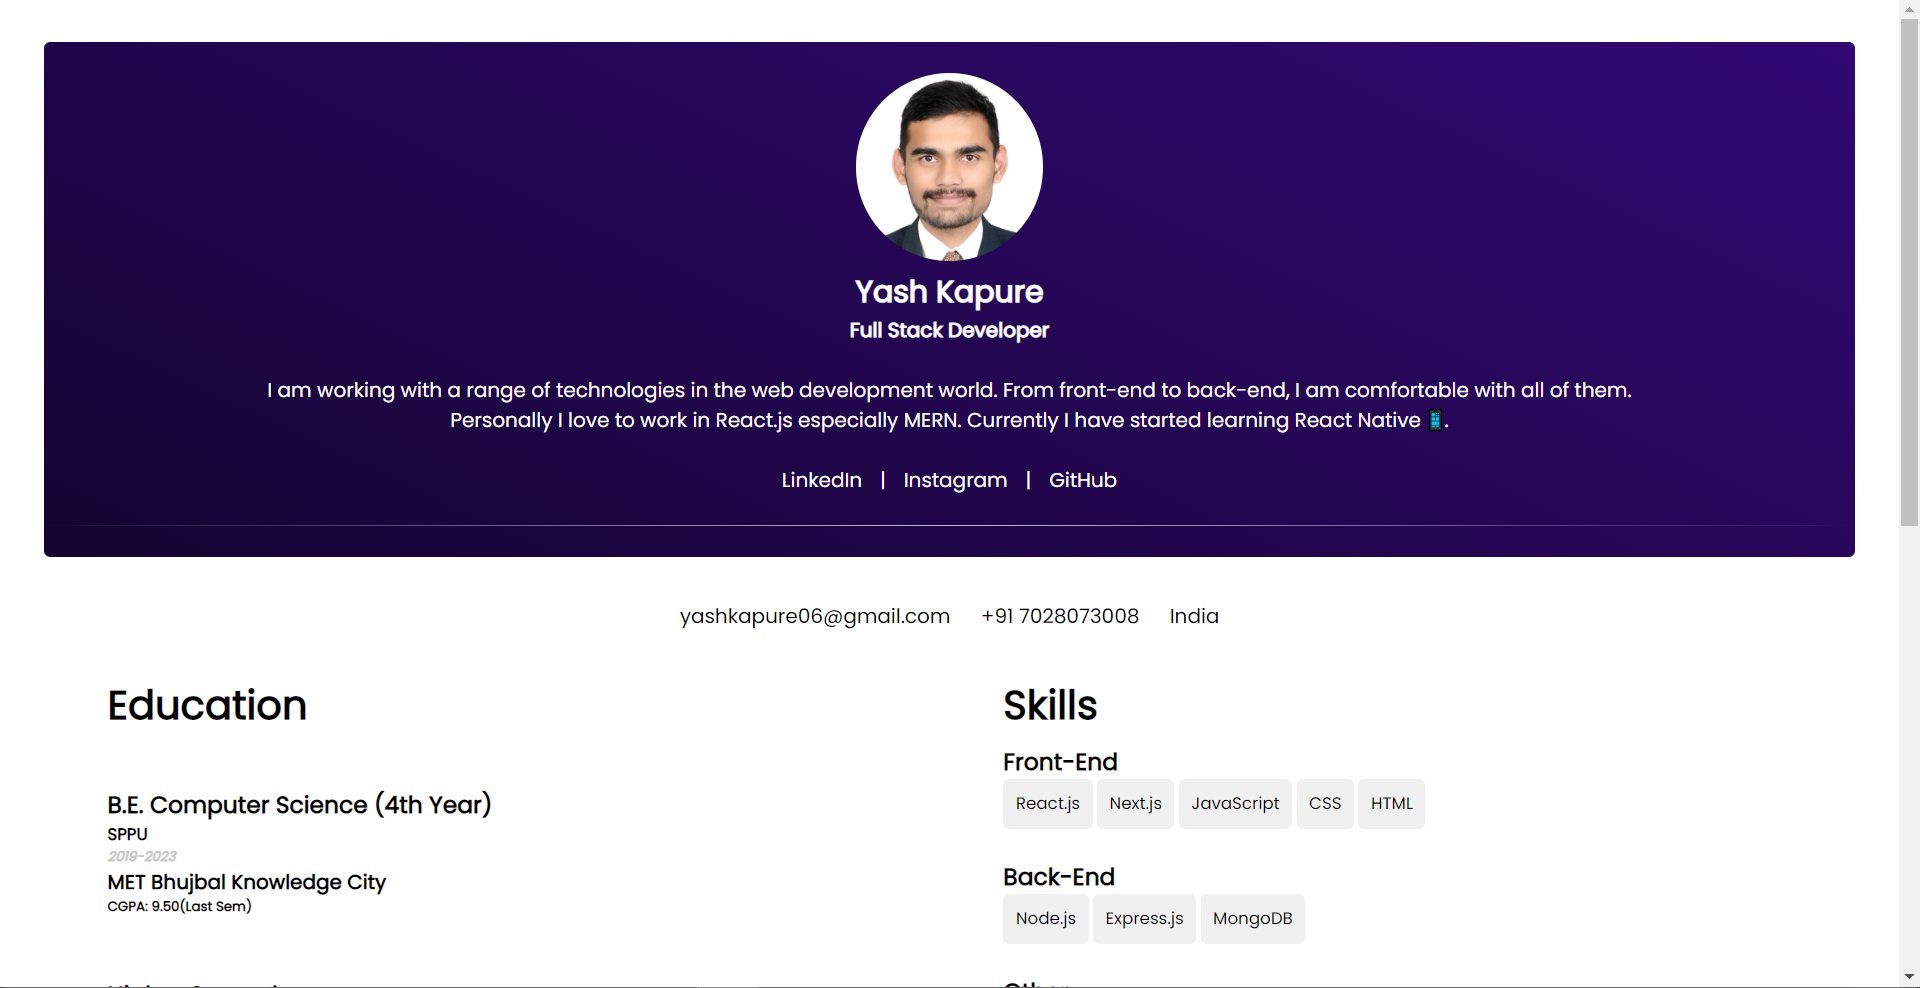 Yash Kapure
Full Stack Developer
I am working with a range of technologies in the web development world. From front-end to back-end, I am comfortable with all of them.
Personally I love to work in React.js especially MERN. Currently I have started learning React Native 📱.
LinkedIn | Instagram | GitHub
yashkapure06@gmail.com +91 7028073008 India
Education
B.E. Computer Science (4th Year)
SPPU
2019-2023
MET Bhujbal Knowledge City
CGPA: 9.50(Last Sem)
Skills
Front-End
React.js Next.js JavaScript CSS HTML
Back-End
Node.js Express.js MongoDB